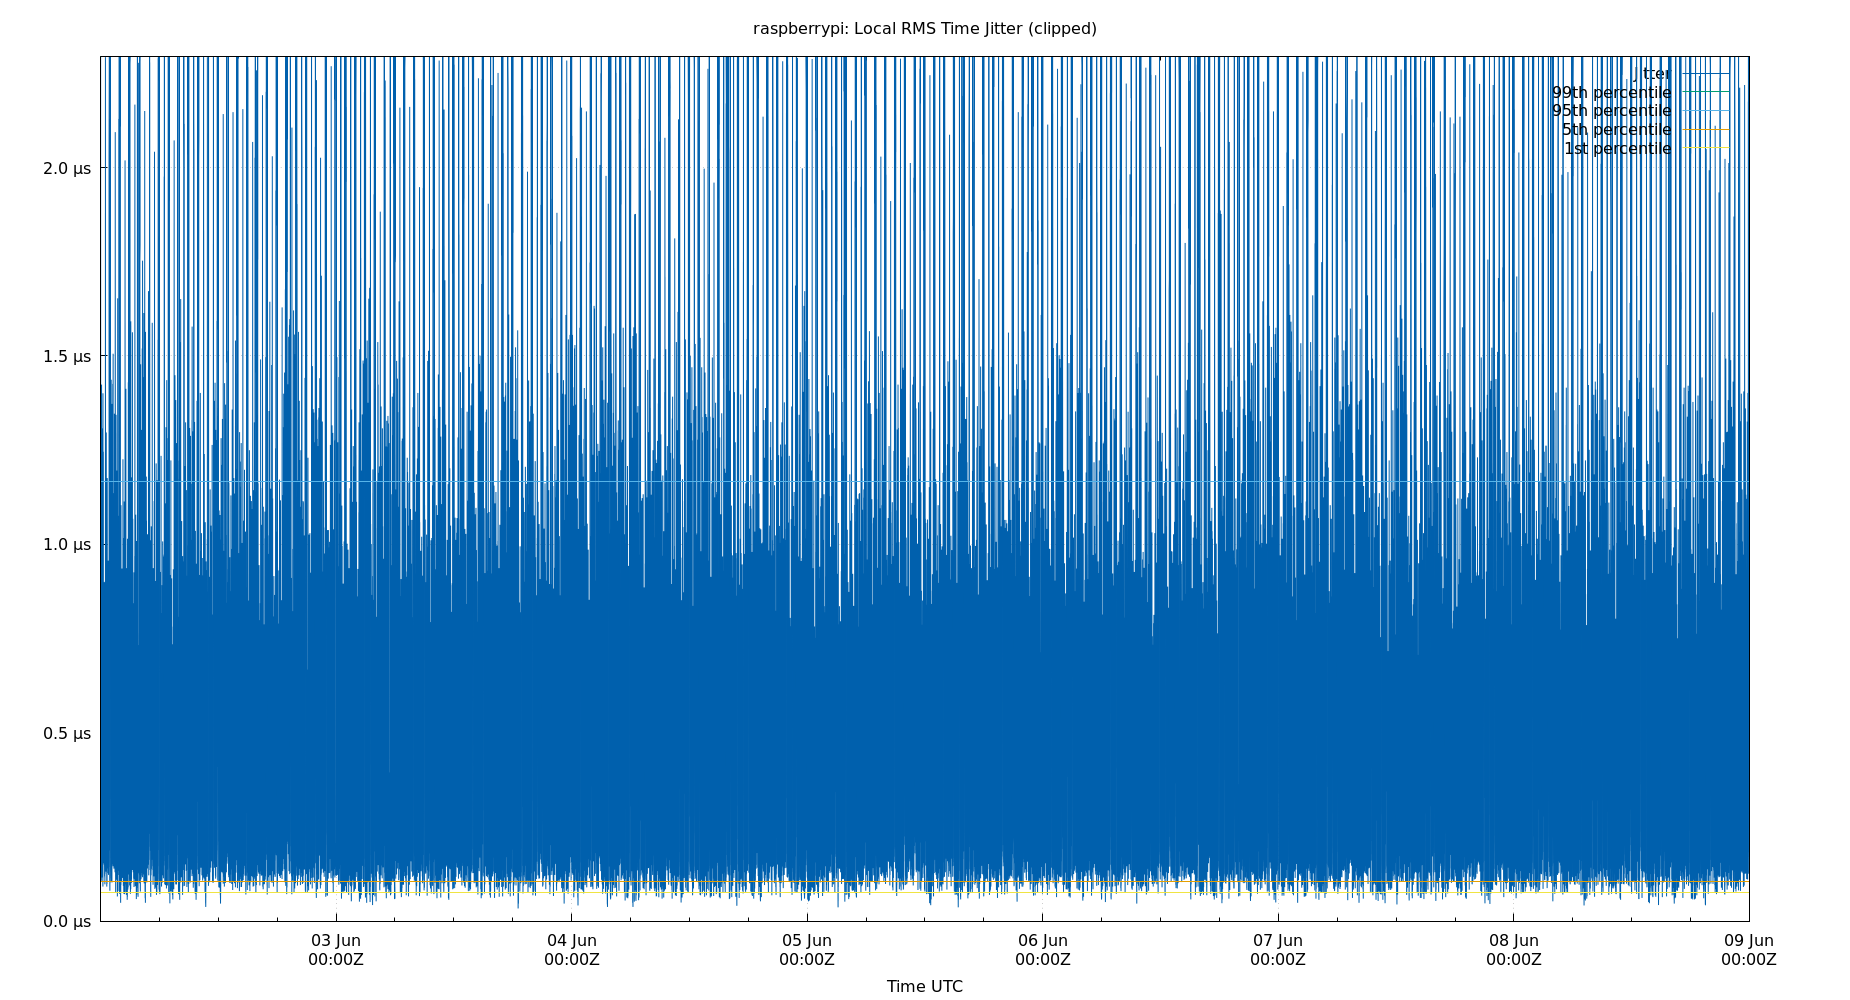 raspberrypi: Local RMS Time Jitter (clipped)
jitter
99th percentile
95th percentile
5th percentile
1st percentile
2.0 µs
1.5 µs
1.0 µs
0.5 µs
0.0 µs
03 Jun 04 Jun 05 Jun 06 Jun 07 Jun 08 Jun 09 Jun
00:00Z 00:00Z 00:00Z 00:00Z 00:00Z 00:00Z 00:00Z
Time UTC